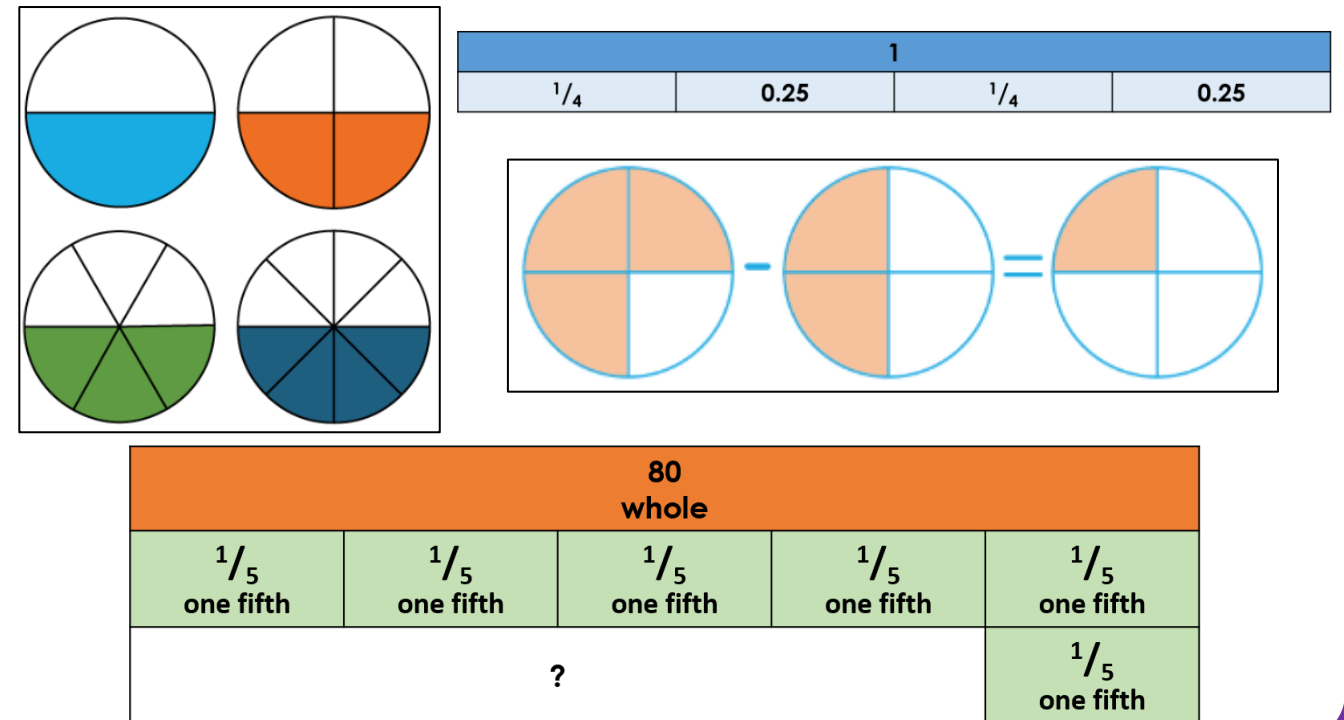 1
1/4 0.25 1/4 0.25
- =
80
whole
1/5 1/5 1/5 1/5 1/5
one fifth one fifth one fifth one fifth one fifth
? 1/5
one fifth